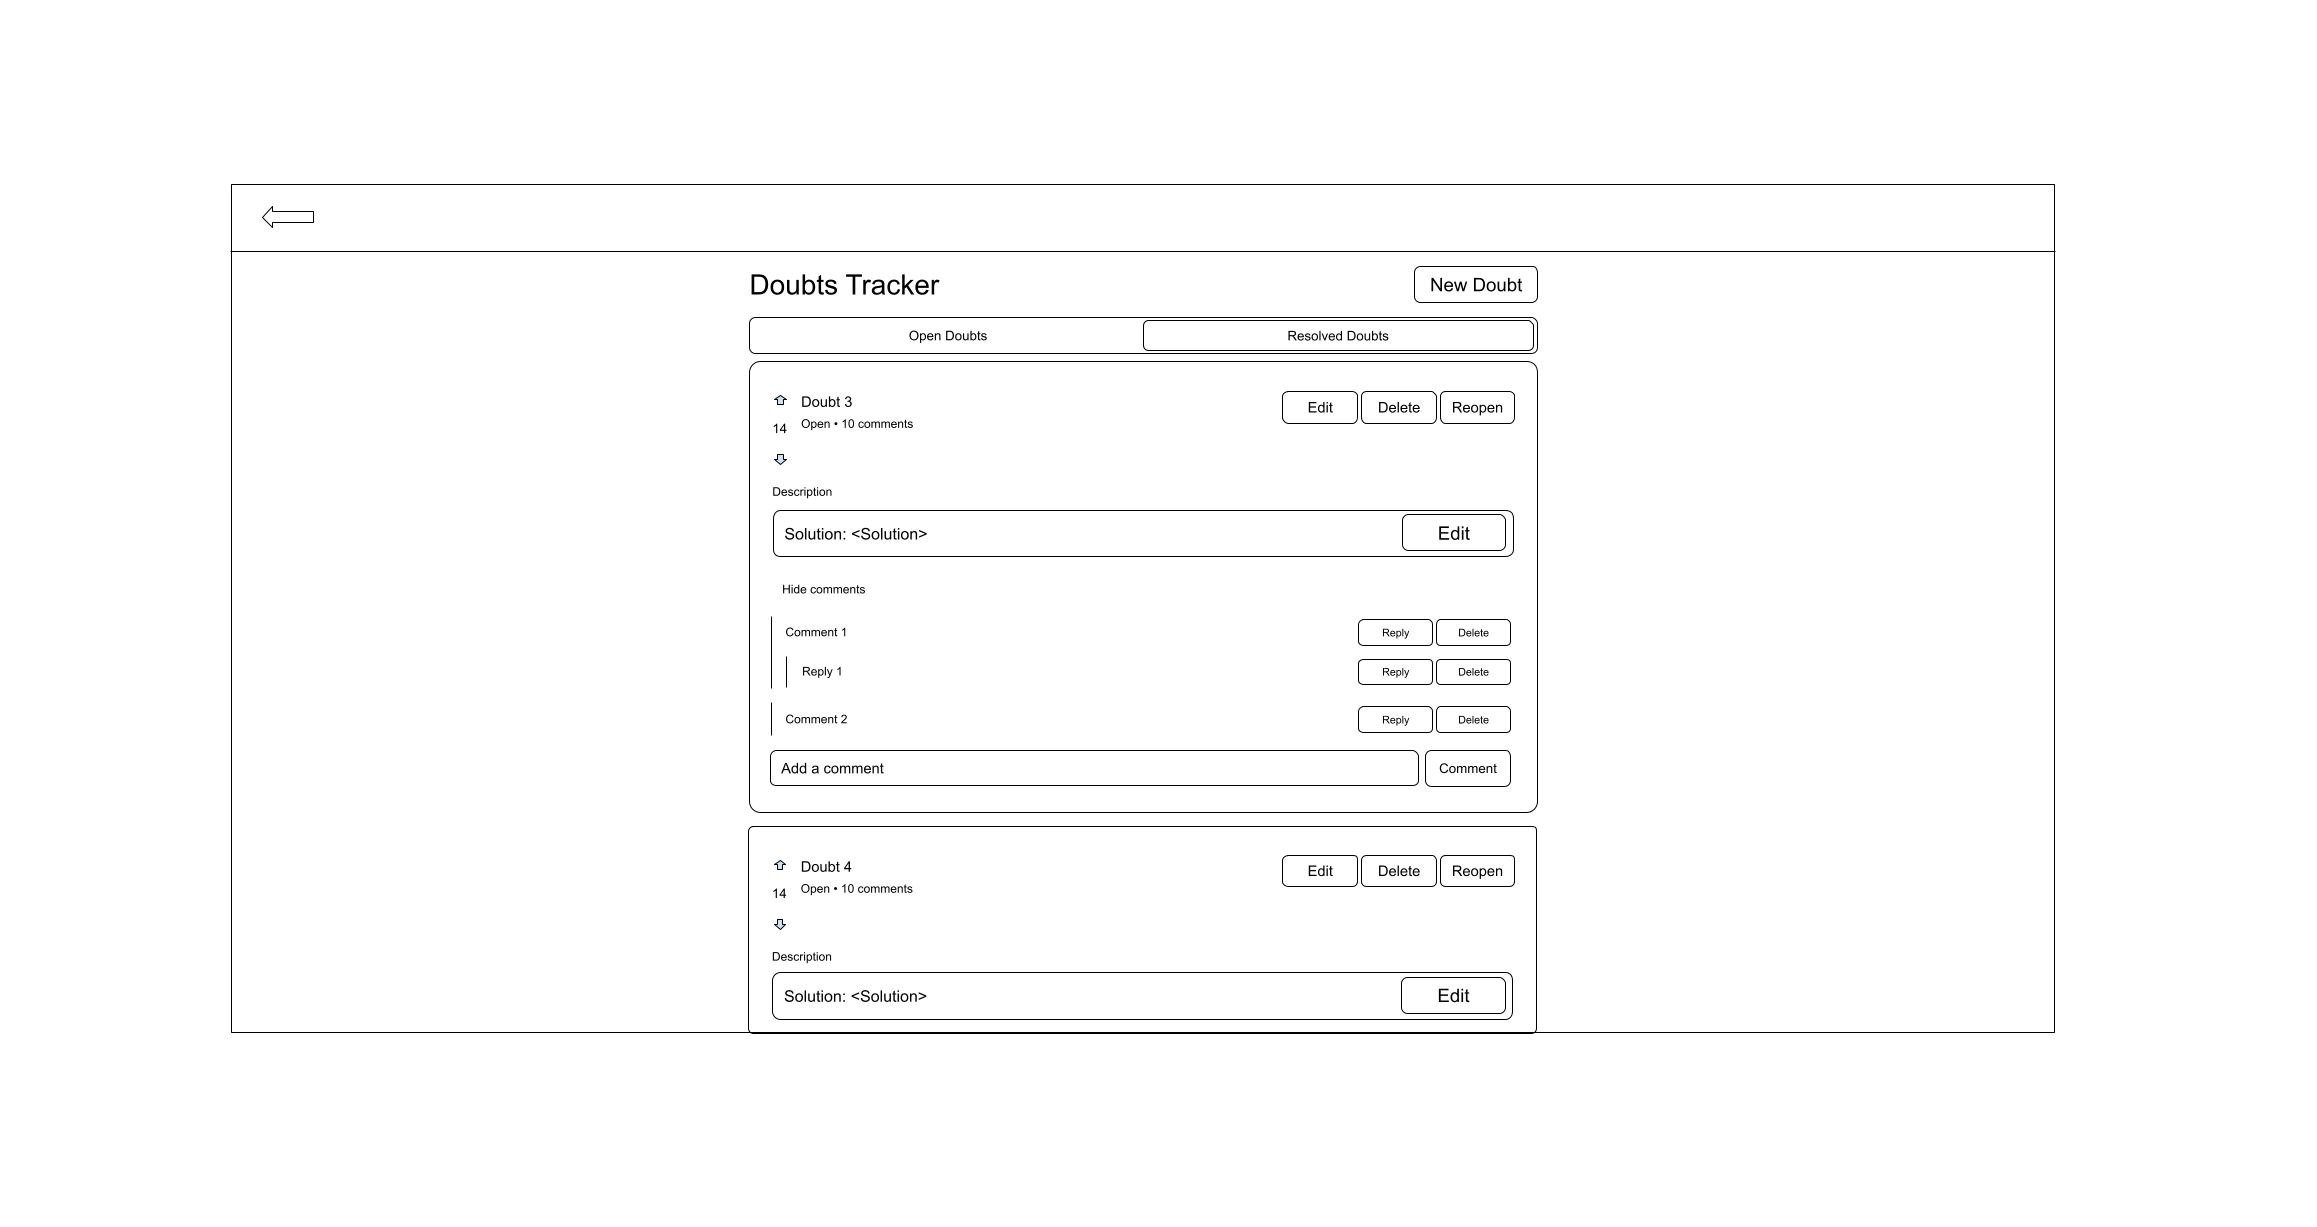 Doubts Tracker
New Doubt
Open Doubts
Resolved Doubts
Doubt 3
Edit
Delete
Reopen
14
Open • 10 comments
Description
Solution: <Solution>
Edit
Hide comments
Comment 1
Reply
Delete
Reply 1
Reply
Delete
Comment 2
Reply
Delete
Add a comment
Comment
Doubt 4
Edit
Delete
Reopen
14
Open • 10 comments
Description
Solution: <Solution>
Edit